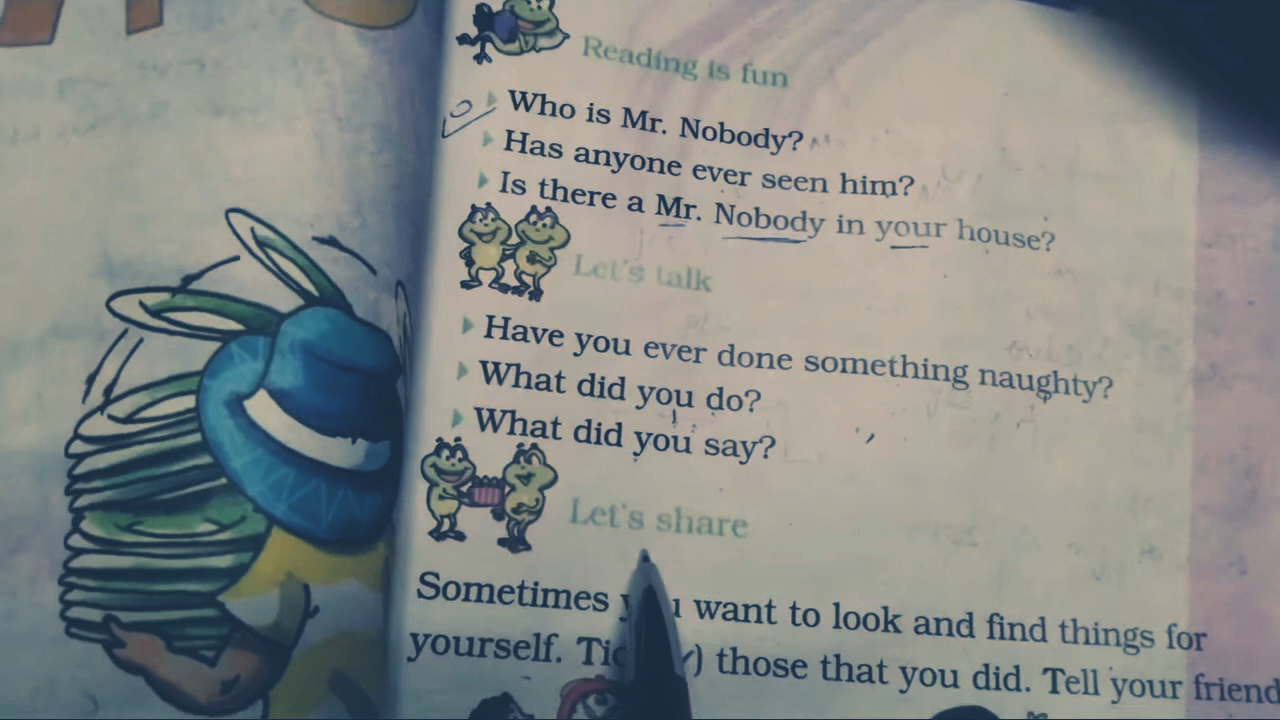 Reading is fun
Who is Mr. Nobody?
Has anyone ever seen him?
Is there a Mr. Nobody in your house?
Let's talk
Have you ever done something naughty?
What did you do?
What did you say?
Let's share
Sometimes want to look and find things for
yourself. those that you did. Tell your friend